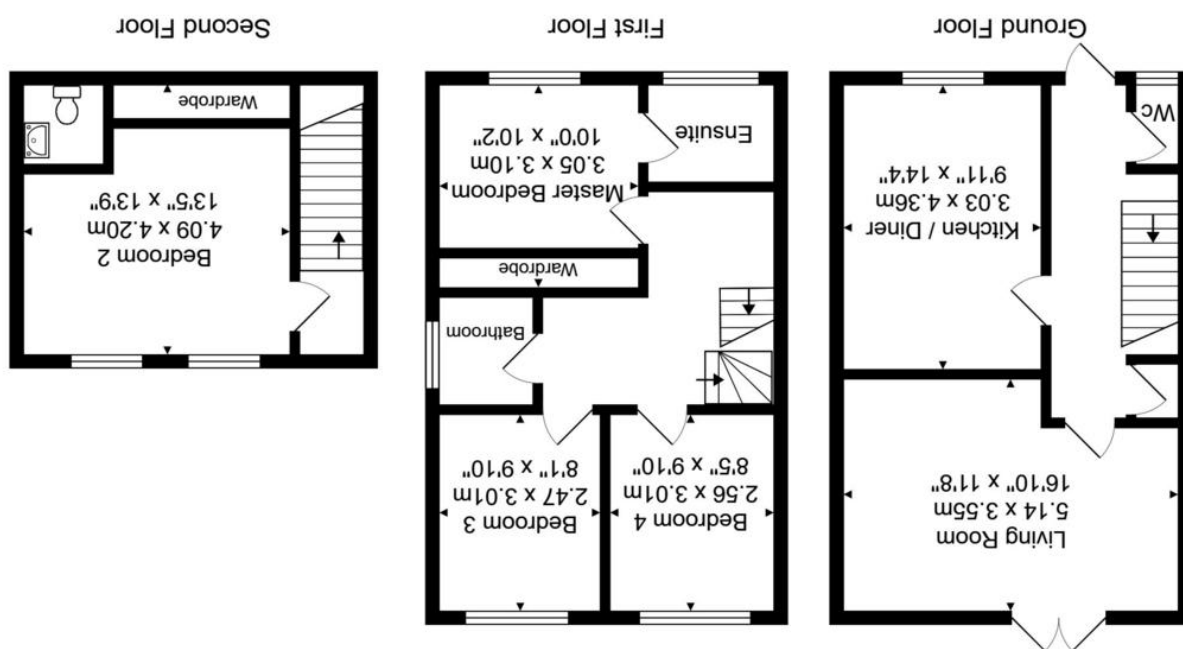 Living Room
5.14 x 3.55m
16'10" x 11'8"
Kitchen / Diner
3.03 x 4.36m
9'11" x 14'4"
Wc
Ground Floor
Bedroom 4
2.56 x 3.01m
8'5" x 9'10"
Bedroom 3
2.47 x 3.01m
8'1" x 9'10"
Bathroom
Wardrobe
Master Bedroom
3.05 x 3.10m
10'0" x 10'2"
Ensuite
First Floor
Bedroom 2
4.09 x 4.20m
13'5" x 13'9"
Wardrobe
Second Floor